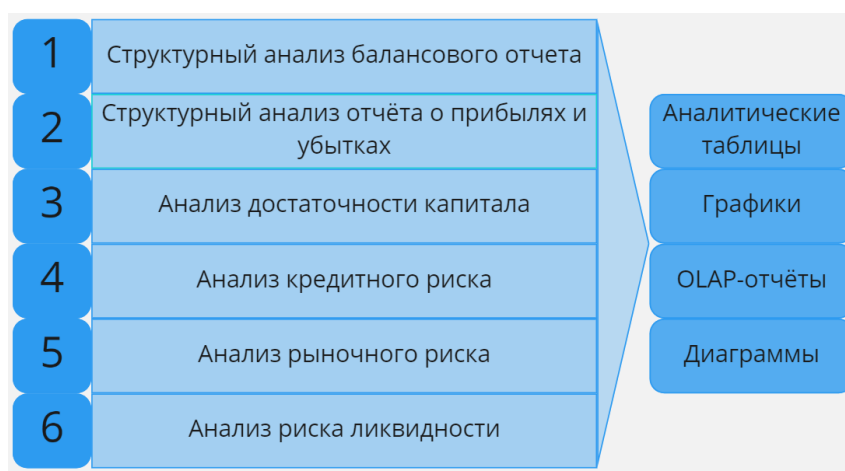 1
Структурный анализ балансового отчета
2
Структурный анализ отчёта о прибылях и
убытках
3
Анализ достаточности капитала
4
Анализ кредитного риска
5
Анализ рыночного риска
6
Анализ риска ликвидности
Аналитические
таблицы
Графики
OLAP-отчёты
Диаграммы